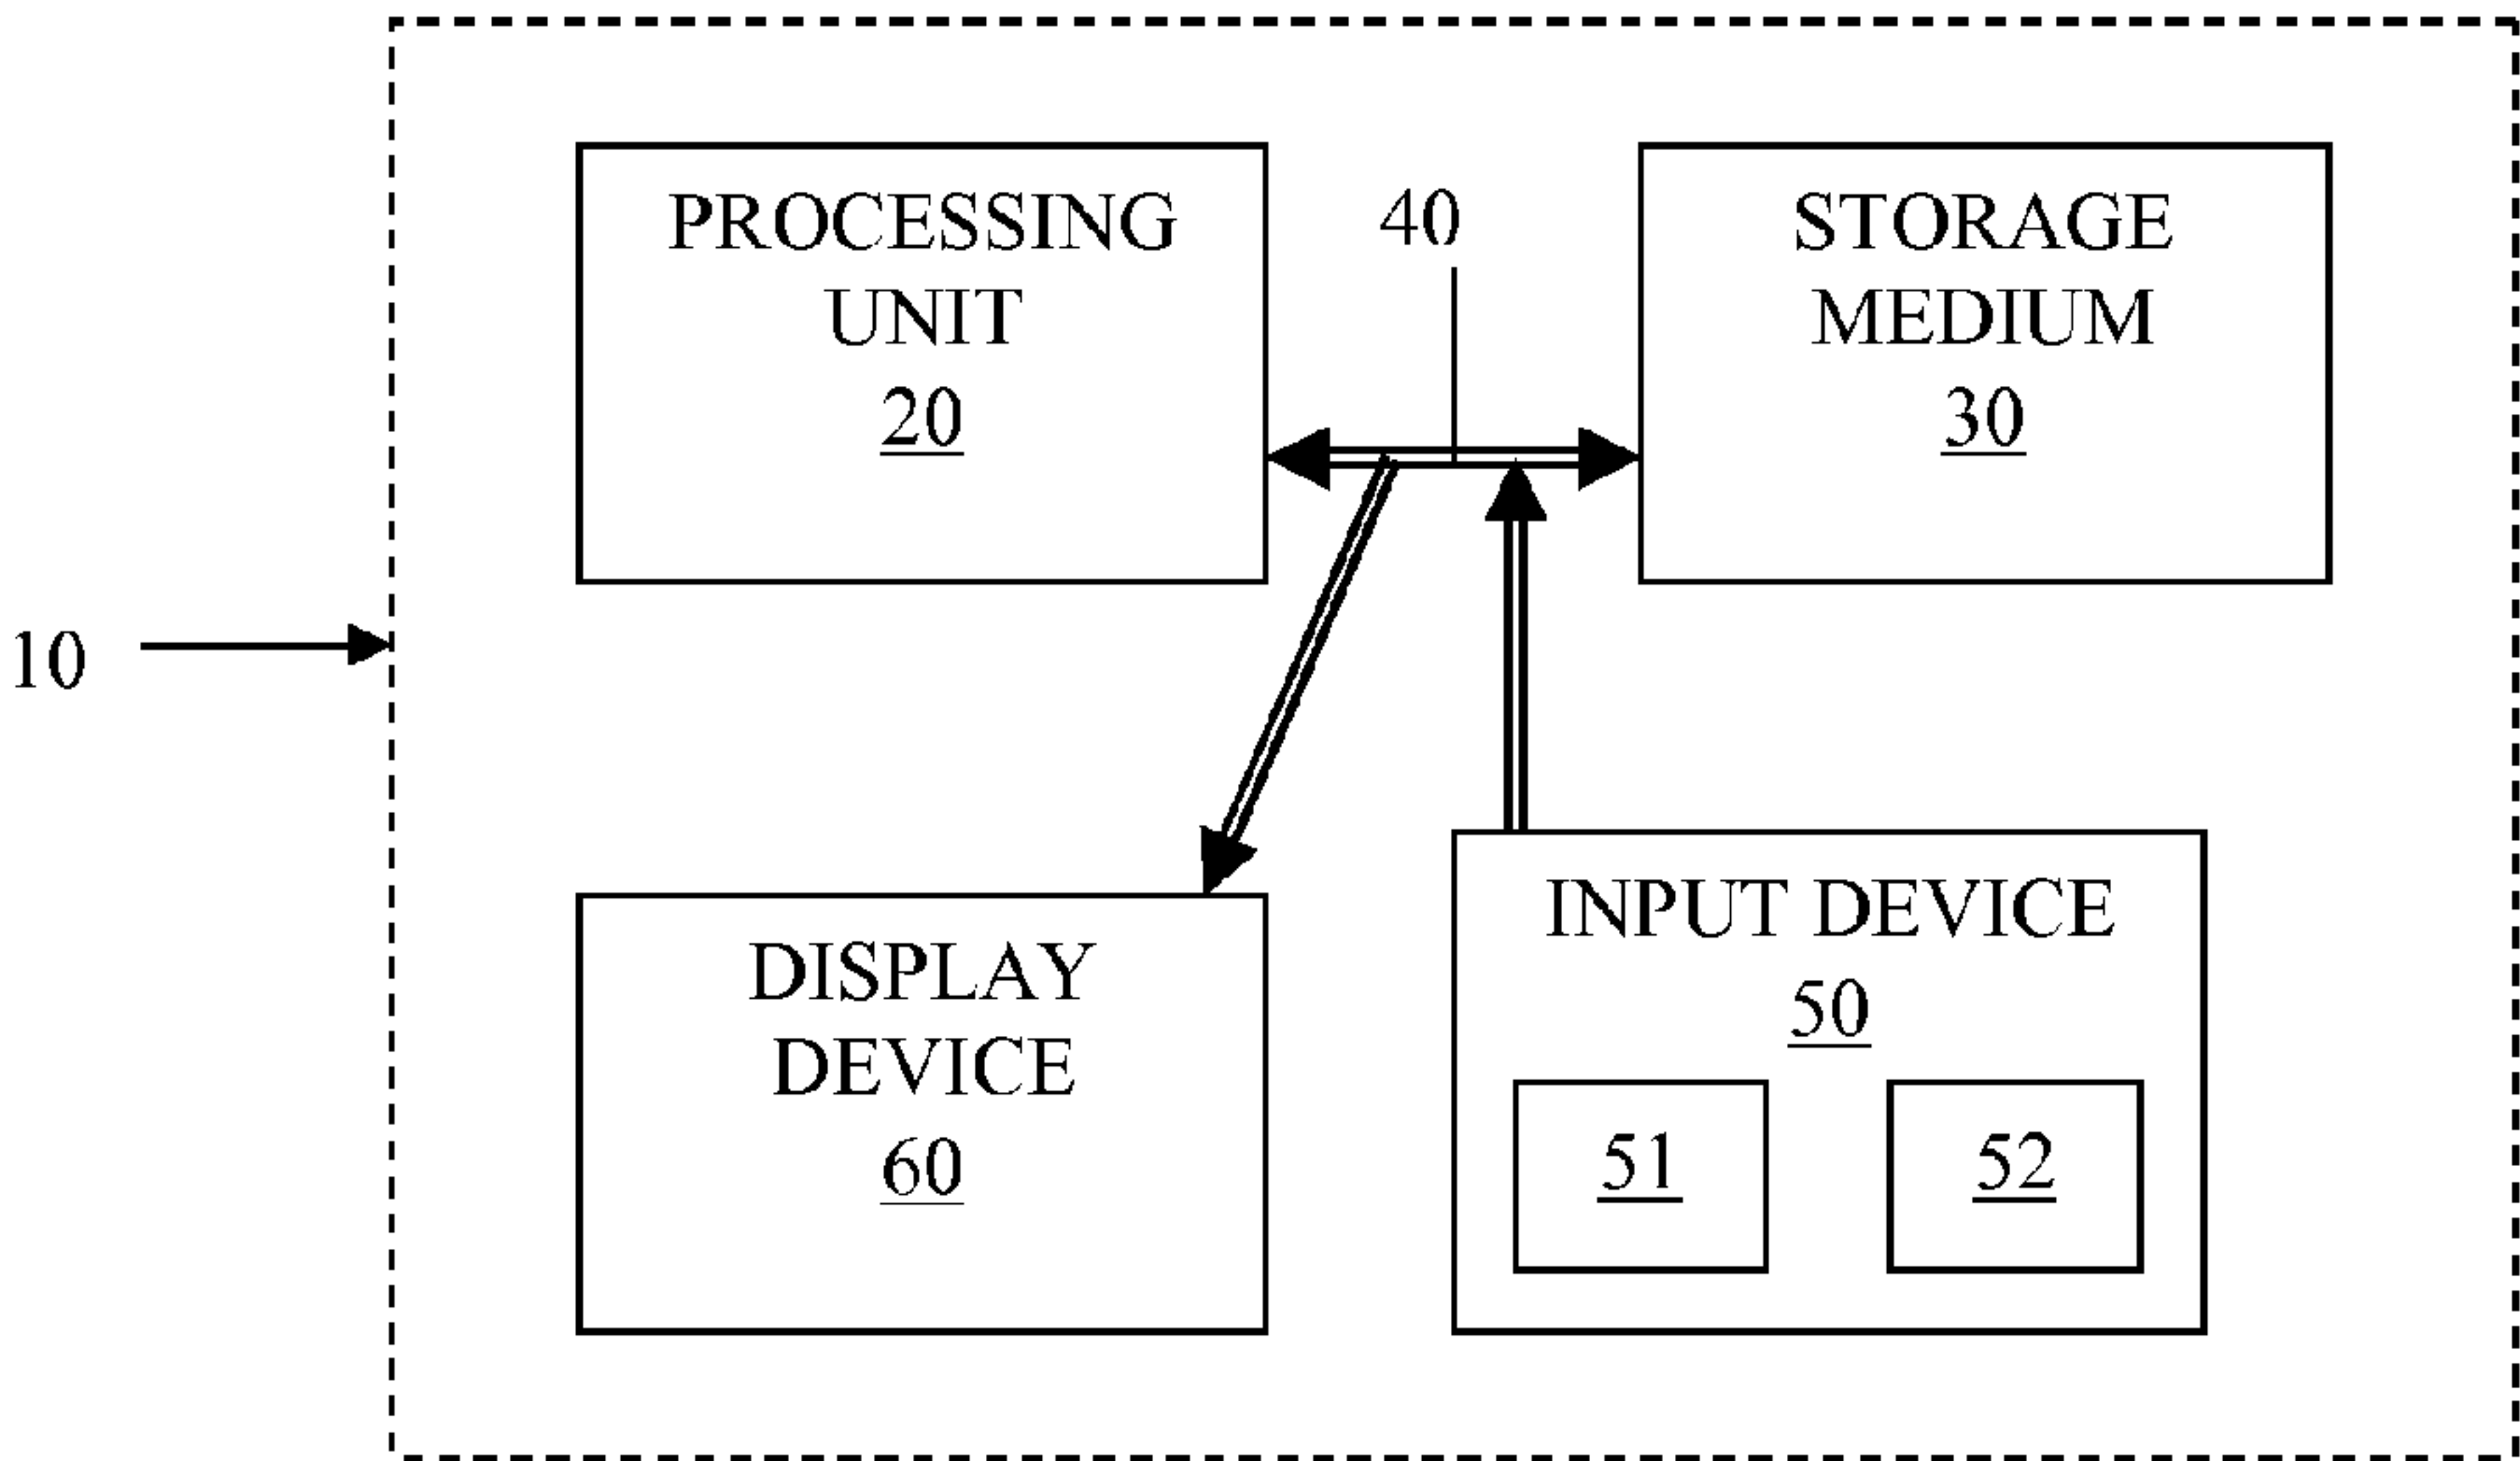 PROCESSING
UNIT
20
40
STORAGE
MEDIUM
30
10
DISPLAY
DEVICE
60
INPUT DEVICE
50
51
52